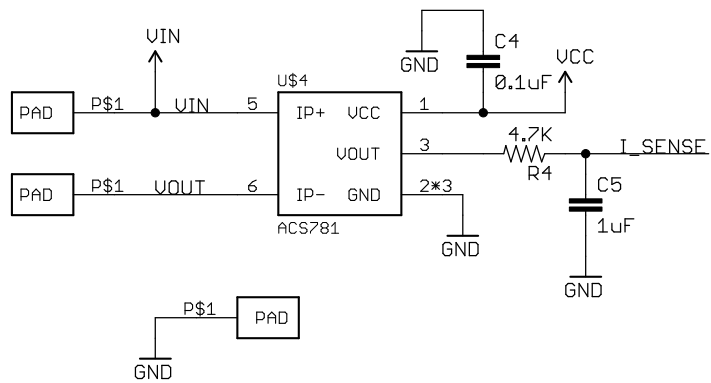 VIN
C4
GND
VCC
U$4
0.1uF
PAD
P$1
VIN
5
IP+
VCC
1
4.7K
VOUT
3
I_SENSE
R4
PAD
P$1
VOUT
6
IP-
GND
2*3
C5
ACS781
GND
1uF
GND
P$1
PAD
GND